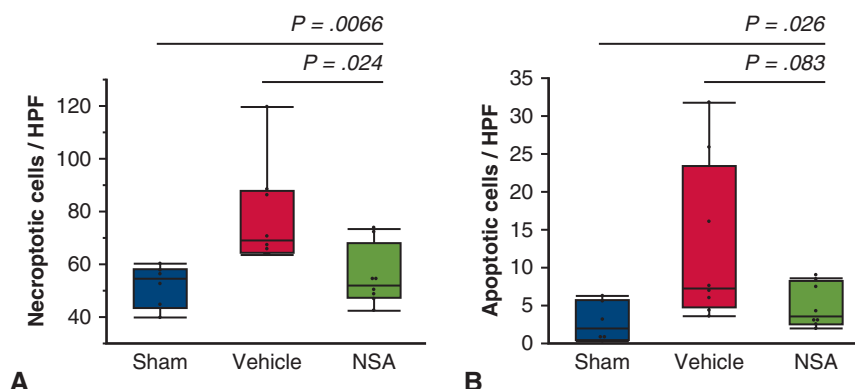 P = .0066
P = .024
Necroptotic cells / HPF
120
100
80
60
40
Sham Vehicle NSA
A
P = .026
P = .083
Apoptotic cells / HPF
35
30
25
20
15
10
5
0
Sham Vehicle NSA
B